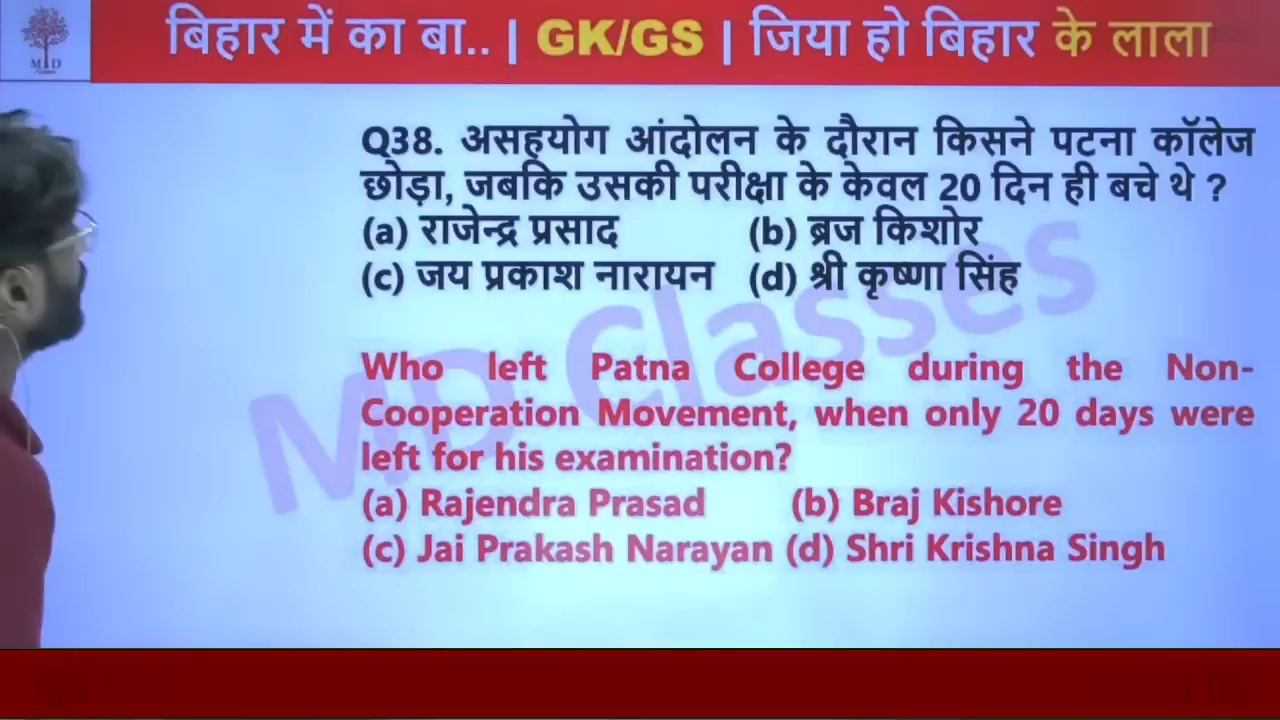 बिहार में का बा.. | GK/GS | जिया हो बिहार के लाला
MD
Q38. असहयोग आंदोलन के दौरान किसने पटना कॉलेज
छोड़ा, जबकि उसकी परीक्षा के केवल 20 दिन ही बचे थे ?
(a) राजेन्द्र प्रसाद (b) ब्रज किशोर
(c) जय प्रकाश नारायन (d) श्री कृष्णा सिंह
MD Classes
Who left Patna College during the Non-
Cooperation Movement, when only 20 days were
left for his examination?
(a) Rajendra Prasad (b) Braj Kishore
(c) Jai Prakash Narayan (d) Shri Krishna Singh